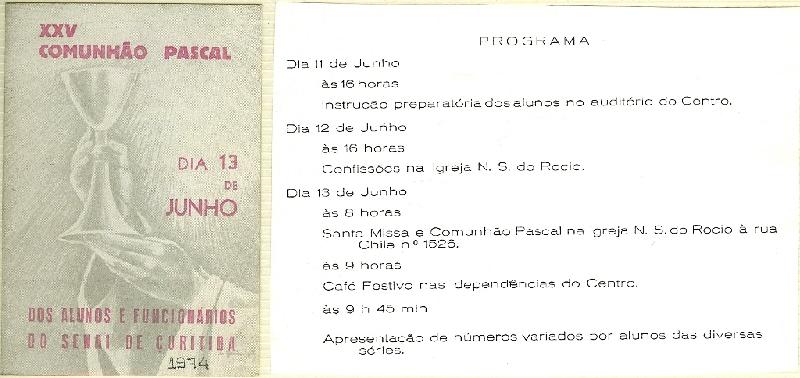 XXV
COMUNHÃO PASCAL
DIA 13
DE
JUNHO
DOS ALUNOS E FUNCIONARIOS
DO SENAI DE CURITIBA
1974
PROGRAMA
Dia 11 de Junho
às 16 horas
Instrução preparatória dos alunos no auditório do Centro.
Dia 12 de Junho
às 16 horas
Confissões na Igreja N. S. do Rocio.
Dia 13 de Junho
às 8 horas
Santa Missa e Comunhão Pascal na Igreja N. S. do Rocio à rua
Chile nº 1525.
às 9 horas
Café Festivo nas dependências do Centro.
às 9 h 45 min
Apresentação de números variados por alunos das diversas
séries.